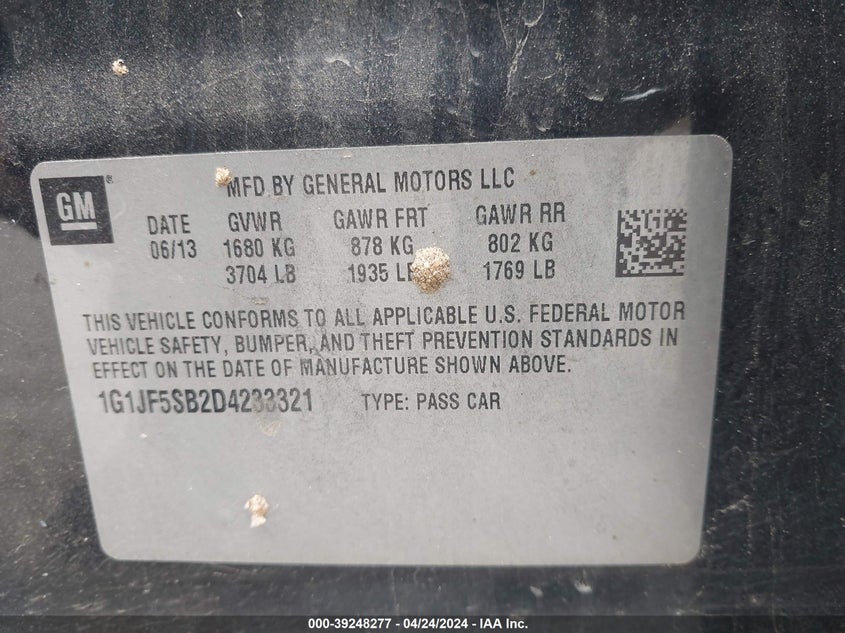 GM
®
MFD BY GENERAL MOTORS LLC
DATE GVWR GAWR FRT GAWR RR
06/13 1680 KG 878 KG 802 KG
3704 LB 1935 LB 1769 LB
THIS VEHICLE CONFORMS TO ALL APPLICABLE U.S. FEDERAL MOTOR
VEHICLE SAFETY, BUMPER, AND THEFT PREVENTION STANDARDS IN
EFFECT ON THE DATE OF MANUFACTURE SHOWN ABOVE.
1G1JF5SB2D4233321 TYPE: PASS CAR
000-39248277 - 04/24/2024 - IAA Inc.